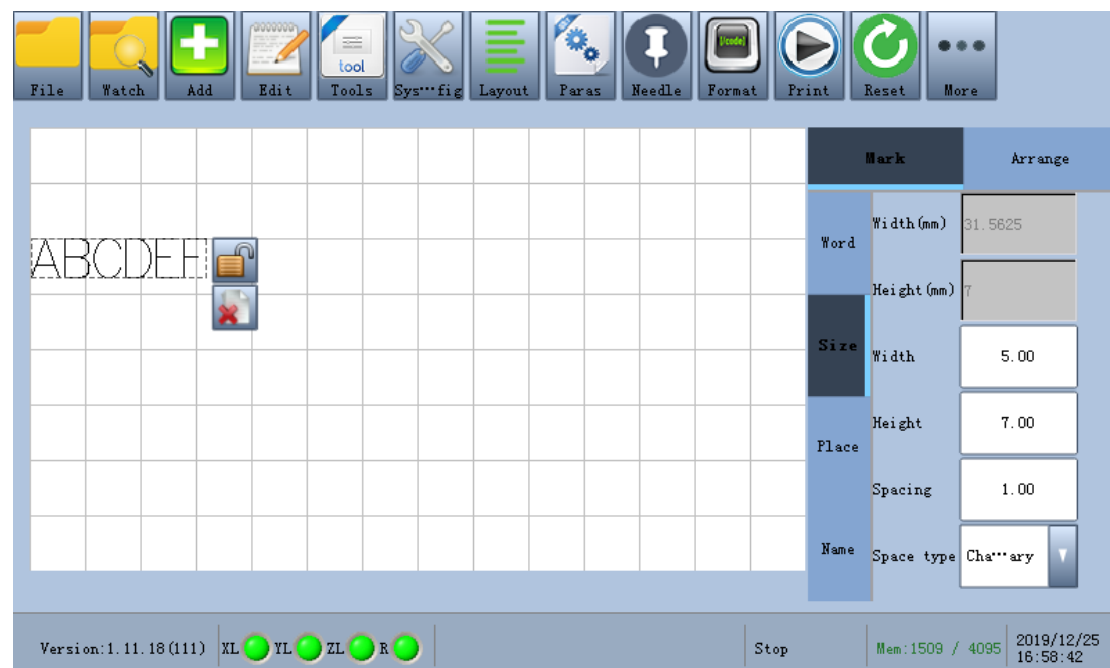 File Watch Add Edit Tools Sys···fig Layout Paras Needle Format Print Reset More
tool
[/code]
Mark Arrange
Word
Size
Place
Name
Width(mm) 31.5625
Height(mm) 7
Width 5.00
Height 7.00
Spacing 1.00
Space type Cha···ary
ABCDEF
Version:1.11.18(111) XL YL ZL R Stop Mem:1509 / 4095 2019/12/25
16:58:42